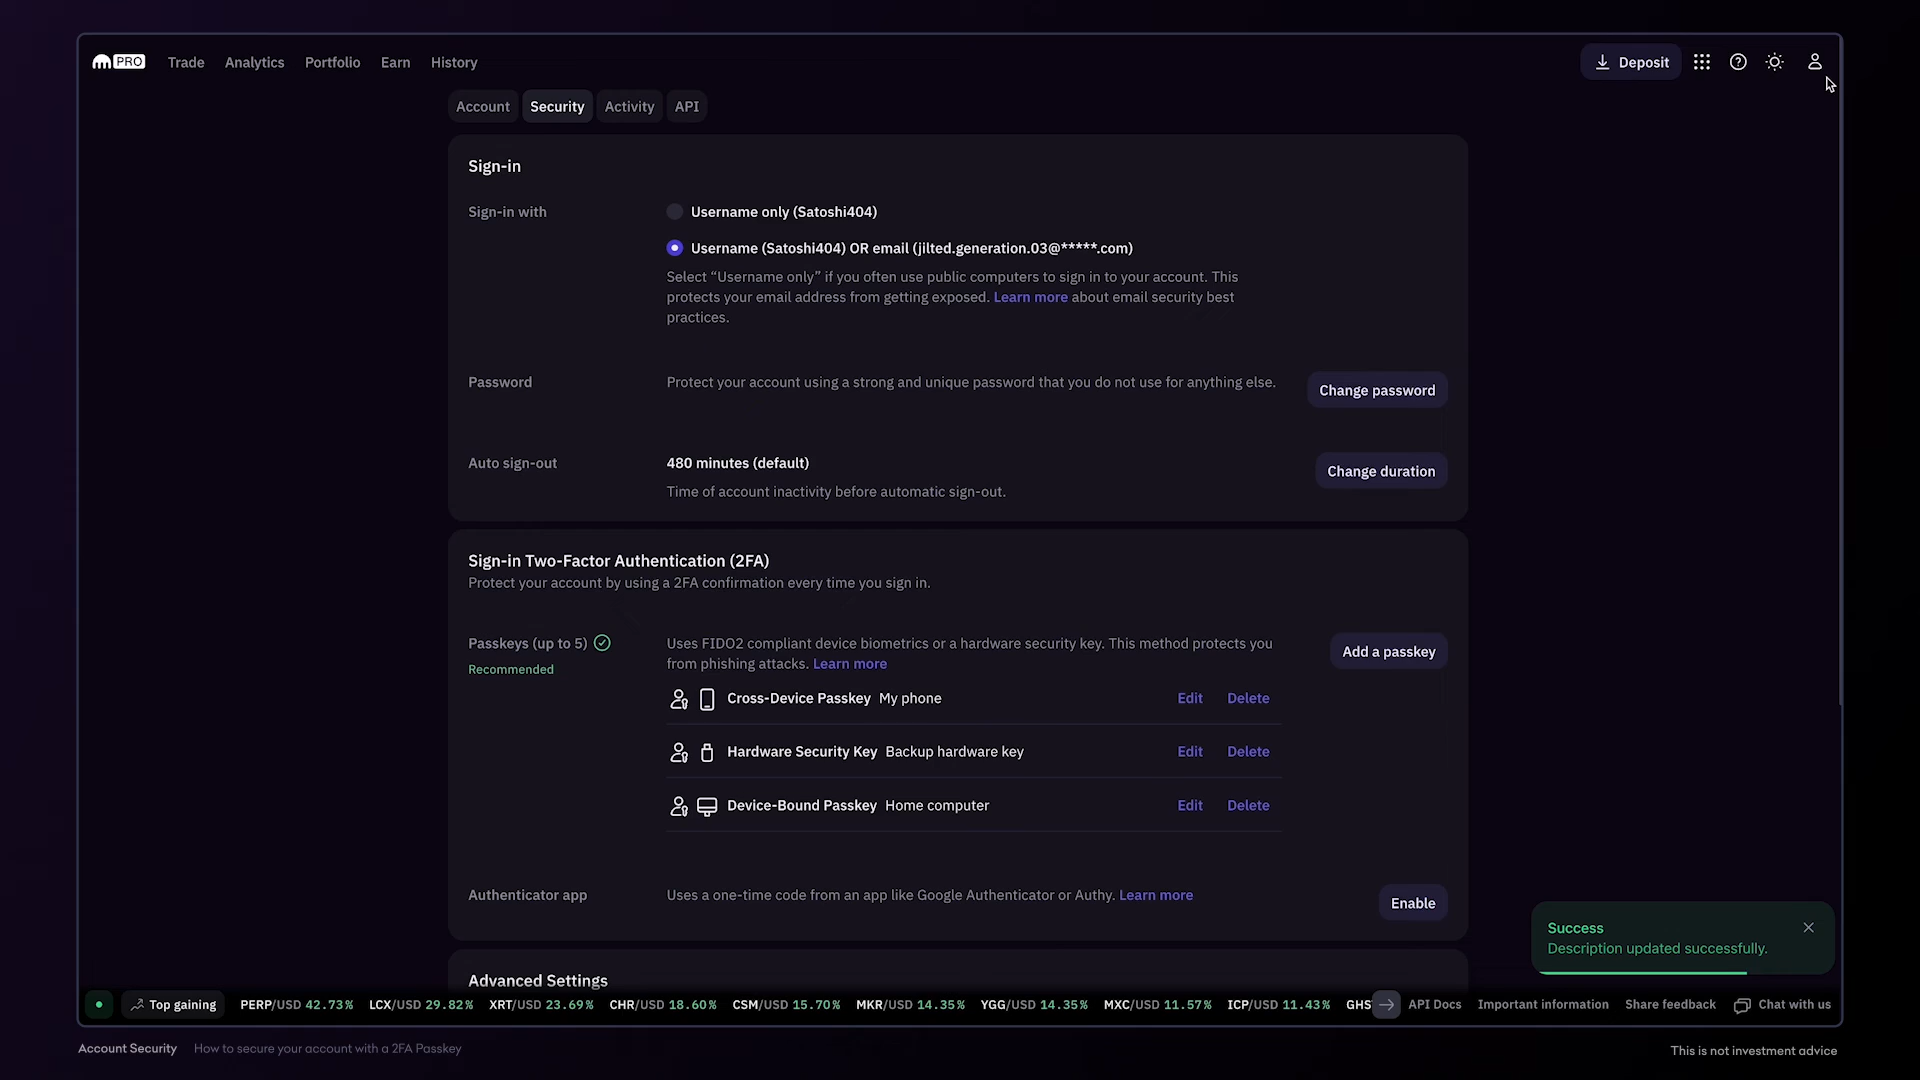 PRO Trade Analytics Portfolio Earn History Deposit
Account Security Activity API
Sign-in
Sign-in with
Username only (Satoshi404)
Username (Satoshi404) OR email (jilted.generation.03@*****.com)
Select “Username only” if you often use public computers to sign in to your account. This
protects your email address from getting exposed. Learn more about email security best
practices.
Password
Protect your account using a strong and unique password that you do not use for anything else.
Change password
Auto sign-out
480 minutes (default)
Time of account inactivity before automatic sign-out.
Change duration
Sign-in Two-Factor Authentication (2FA)
Protect your account by using a 2FA confirmation every time you sign in.
Passkeys (up to 5)
Recommended
Uses FIDO2 compliant device biometrics or a hardware security key. This method protects you
from phishing attacks. Learn more
Add a passkey
Cross-Device Passkey My phone Edit Delete
Hardware Security Key Backup hardware key Edit Delete
Device-Bound Passkey Home computer Edit Delete
Authenticator app
Uses a one-time code from an app like Google Authenticator or Authy. Learn more
Enable
Success
Description updated successfully.
Advanced Settings
Top gaining PERP/USD 42.73% LCX/USD 29.82% XRT/USD 23.69% CHR/USD 18.60% CSM/USD 15.70% MKR/USD 14.35% YGG/USD 14.35% MXC/USD 11.57% ICP/USD 11.43% GHS API Docs Important information Share feedback Chat with us
Account Security How to secure your account with a 2FA Passkey
This is not investment advice